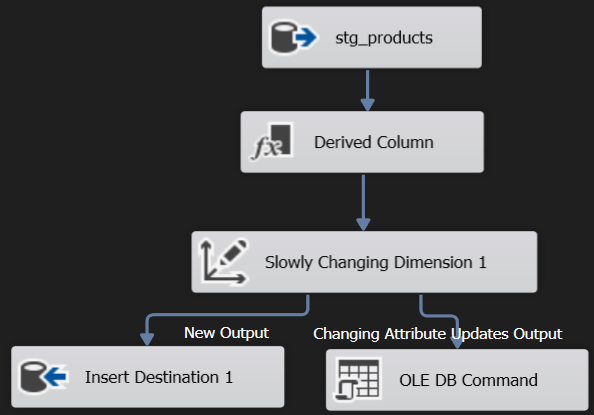 stg_products
fx
Derived Column
Slowly Changing Dimension 1
New Output
Changing Attribute Updates Output
Insert Destination 1
OLE DB Command